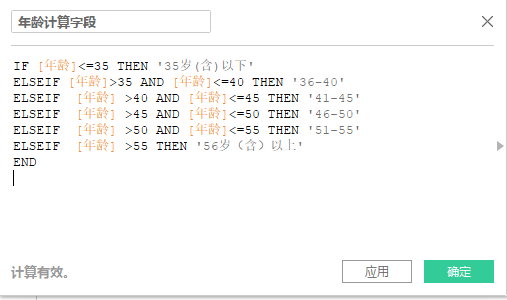 年龄计算字段
IF [年龄]<=35 THEN '35岁(含)以下'
ELSEIF [年龄]>35 AND [年龄]<=40 THEN '36-40'
ELSEIF  [年龄] >40 AND [年龄]<=45 THEN '41-45'
ELSEIF  [年龄] >45 AND [年龄]<=50 THEN '46-50'
ELSEIF  [年龄] >50 AND [年龄]<=55 THEN '51-55'
ELSEIF  [年龄] >55 THEN '56岁（含）以上'
END
计算有效。 应用 确定